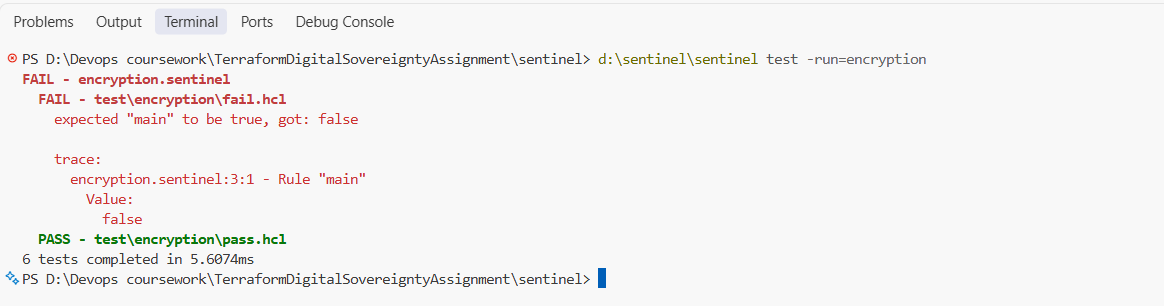 Problems Output Terminal Ports Debug Console
PS D:\Devops coursework\TerraformDigitalSovereigntyAssignment\sentinel> d:\sentinel\sentinel test -run=encryption
FAIL - encryption.sentinel
FAIL - test\encryption\fail.hcl
expected "main" to be true, got: false
trace:
encryption.sentinel:3:1 - Rule "main"
Value:
false
PASS - test\encryption\pass.hcl
6 tests completed in 5.6074ms
PS D:\Devops coursework\TerraformDigitalSovereigntyAssignment\sentinel>